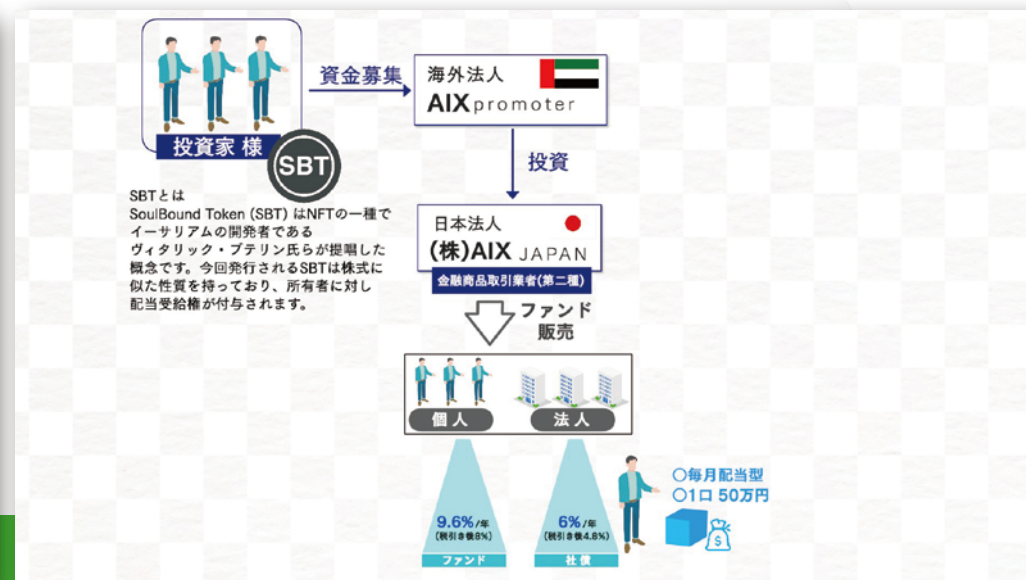 資金募集
海外法人
AIXpromoter
投資家 様
SBT
投資
SBTとは
SoulBound Token (SBT) はNFTの一種で
イーサリアムの開発者である
ヴィタリック・ブテリン氏らが提唱した
概念です。今回発行されるSBTは株式に
似た性質を持っており、所有者に対し
配当受給権が付与されます。
日本法人
(株)AIX JAPAN
金融商品取引業者(第二種)
ファンド
販売
個人
法人
〇毎月配当型
〇1口 50万円
9.6%/年
(税引き後8%)
ファンド
6%/年
(税引き後4.8%)
社債
$